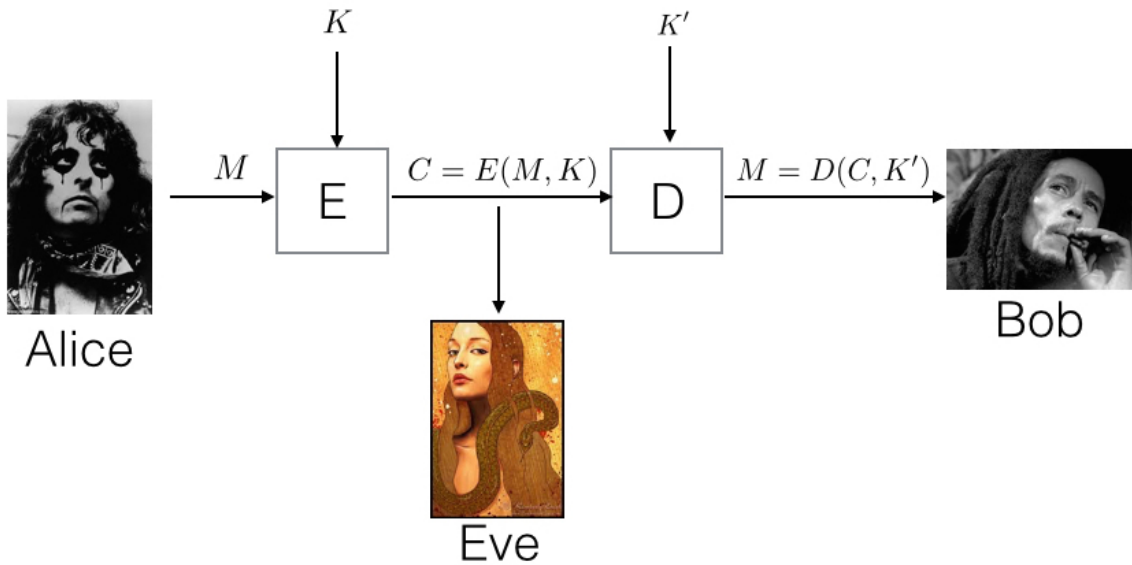 K
K′
M
E
C = E(M, K)
D
M = D(C, K′)
Alice
Bob
Eve